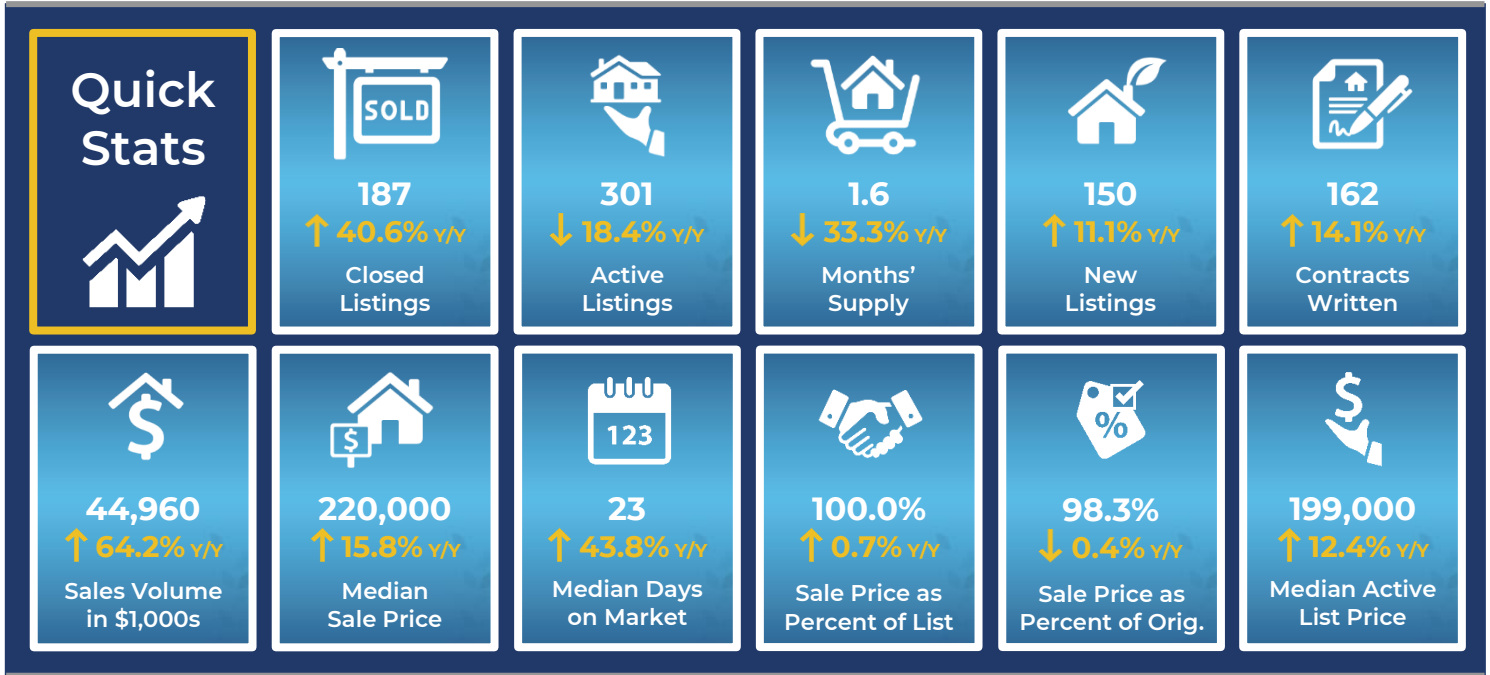 Quick
Stats
SOLD
187
↑ 40.6% Y/Y
Closed
Listings
301
↓ 18.4% Y/Y
Active
Listings
1.6
↓ 33.3% Y/Y
Months’
Supply
150
↑ 11.1% Y/Y
New
Listings
162
↑ 14.1% Y/Y
Contracts
Written
$
44,960
↑ 64.2% Y/Y
Sales Volume
in $1,000s
$
220,000
↑ 15.8% Y/Y
Median
Sale Price
123
23
↑ 43.8% Y/Y
Median Days
on Market
100.0%
↑ 0.7% Y/Y
Sale Price as
Percent of List
%
98.3%
↓ 0.4% Y/Y
Sale Price as
Percent of Orig.
$
199,000
↑ 12.4% Y/Y
Median Active
List Price